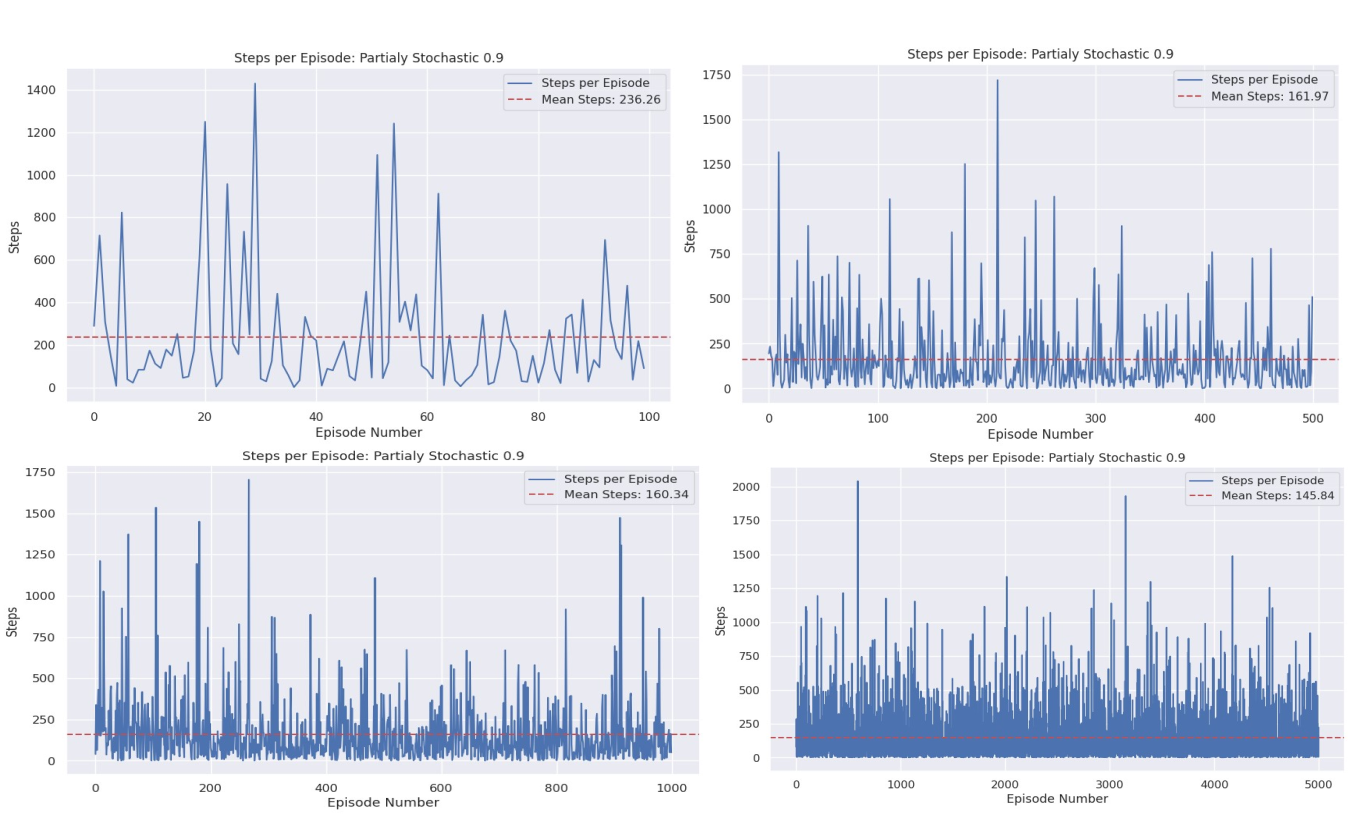 Steps per Episode: Partialy Stochastic 0.9
Steps per Episode
Mean Steps: 236.26
1400
1200
1000
800
600
400
200
0
Steps
0 20 40 60 80 100
Episode Number
Steps per Episode: Partialy Stochastic 0.9
Steps per Episode
Mean Steps: 161.97
1750
1500
1250
1000
750
500
250
0
Steps
0 100 200 300 400 500
Episode Number
Steps per Episode: Partialy Stochastic 0.9
Steps per Episode
Mean Steps: 160.34
1750
1500
1250
1000
750
500
250
0
Steps
0 200 400 600 800 1000
Episode Number
Steps per Episode: Partialy Stochastic 0.9
Steps per Episode
Mean Steps: 145.84
2000
1750
1500
1250
1000
750
500
250
0
Steps
0 1000 2000 3000 4000 5000
Episode Number